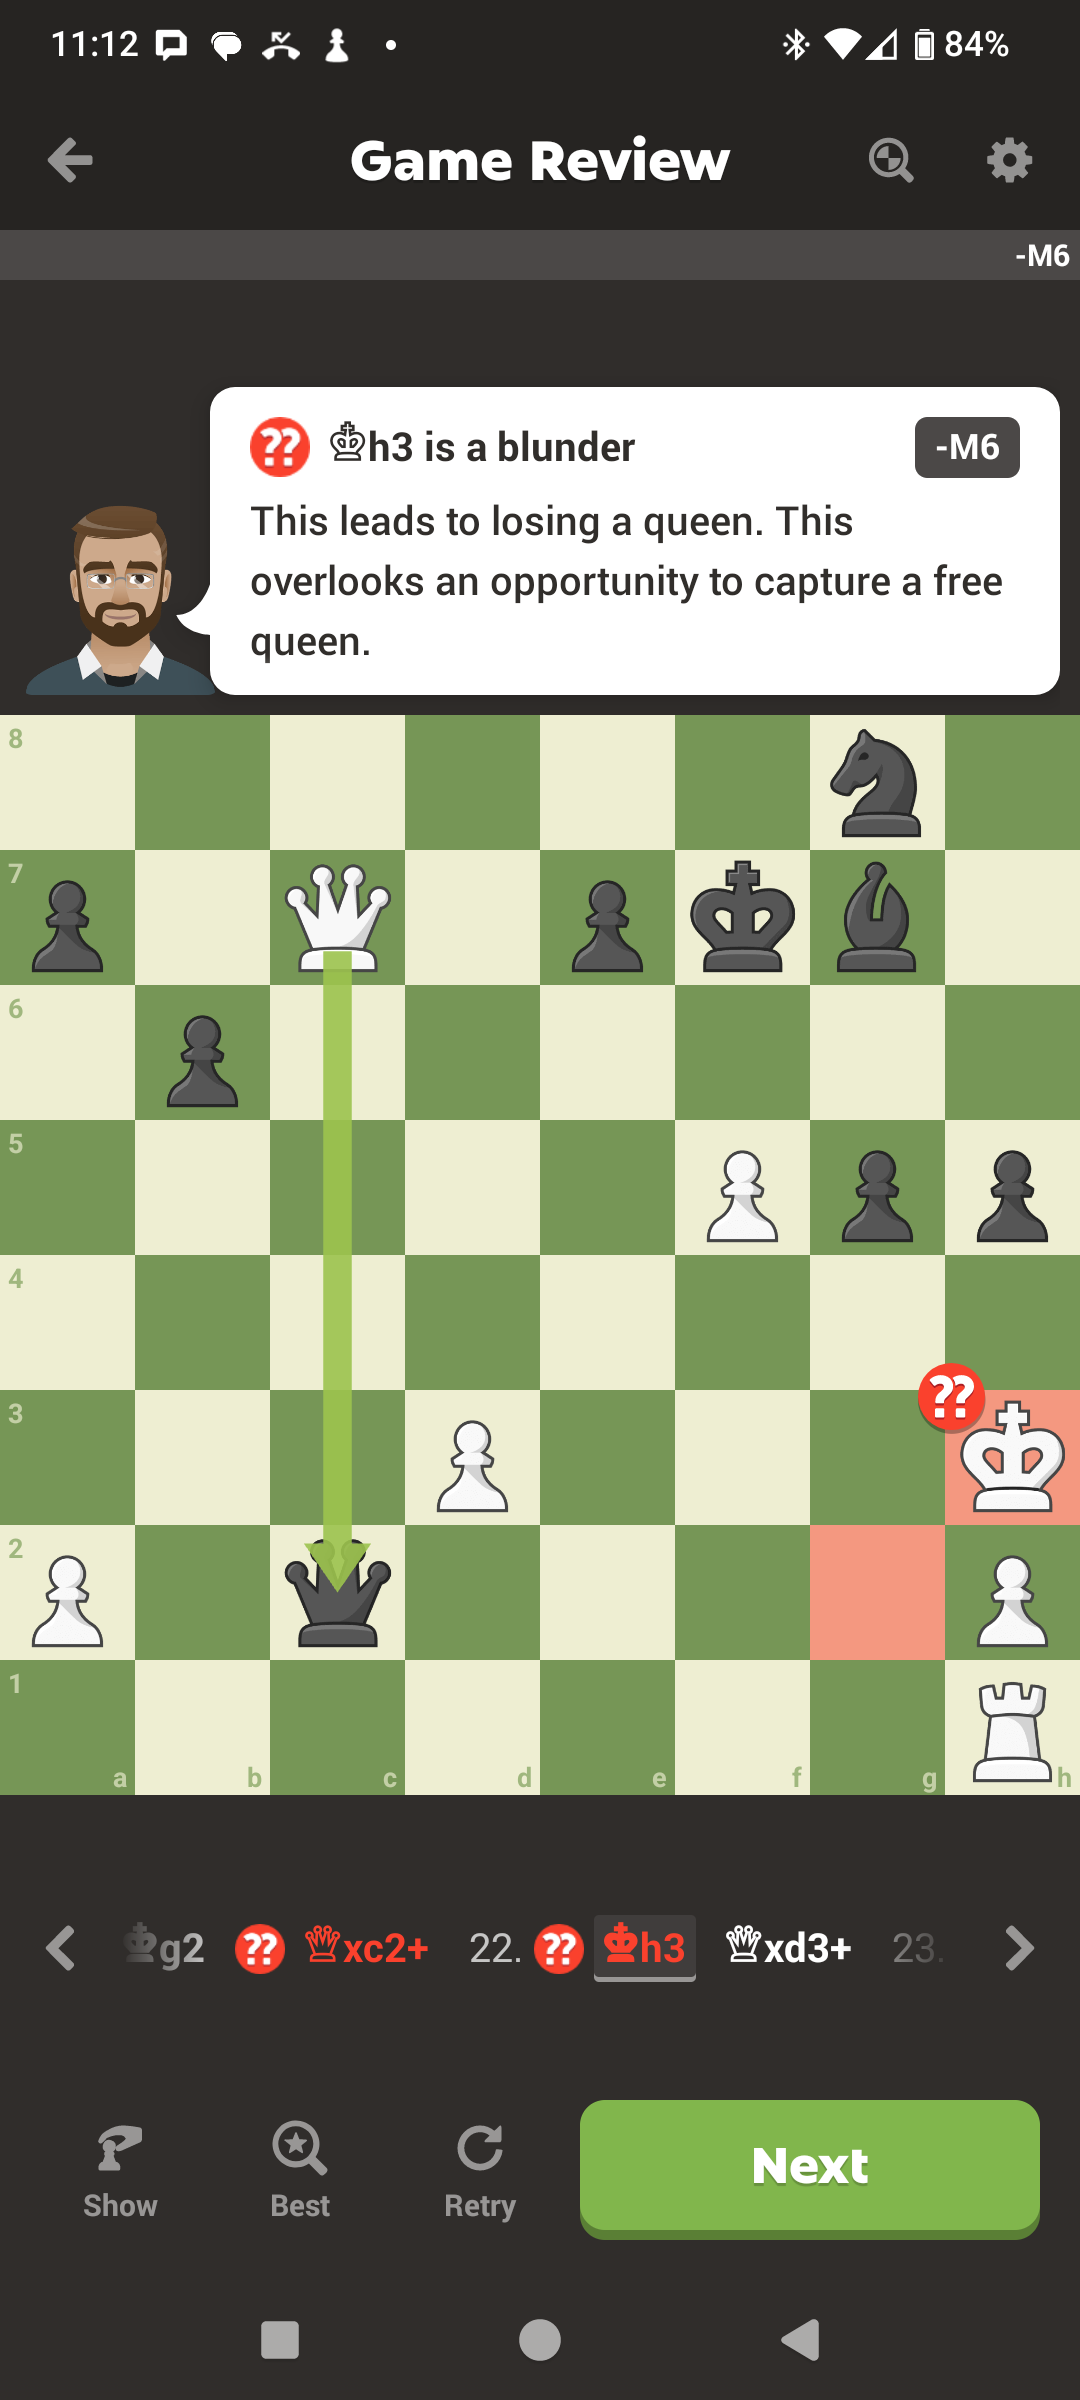 11:12
84%
Game Review
-M6
?? ♔h3 is a blunder
-M6
This leads to losing a queen. This
overlooks an opportunity to capture a free
queen.
8
7
6
5
4
3
??
2
1
a b c d e f g h
♚g2 ?? ♕xc2+ 22. ?? ♚h3 ♕xd3+ 23.
Show Best Retry
Next